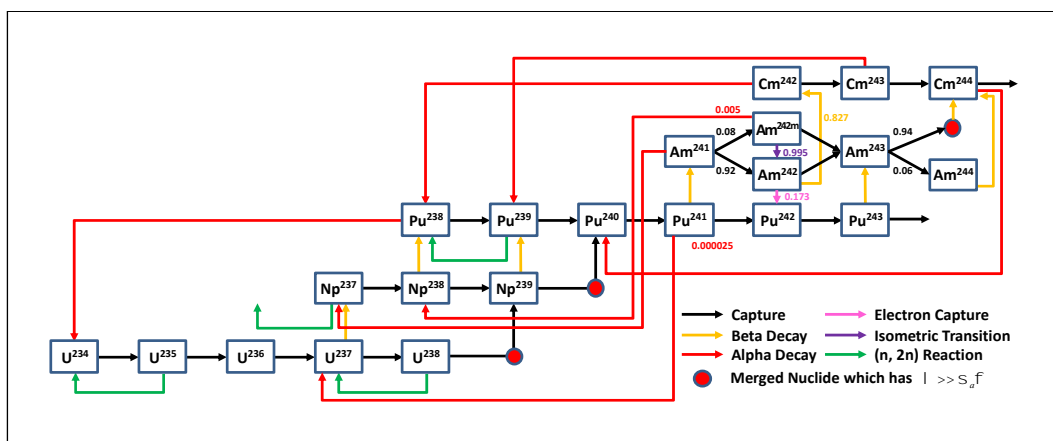 Cm²⁴² Cm²⁴³ Cm²⁴⁴
0.005
0.827
Am²⁴²ᵐ
0.08 0.94
Am²⁴¹ 0.995 Am²⁴³
0.92 Am²⁴² 0.06 Am²⁴⁴
0.173
Pu²³⁸ Pu²³⁹ Pu²⁴⁰ Pu²⁴¹ Pu²⁴² Pu²⁴³
0.000025
Np²³⁷ Np²³⁸ Np²³⁹
Capture Electron Capture
Beta Decay Isometric Transition
U²³⁴ U²³⁵ U²³⁶ U²³⁷ U²³⁸
Alpha Decay (n, 2n) Reaction
Merged Nuclide which has l >> sₐf